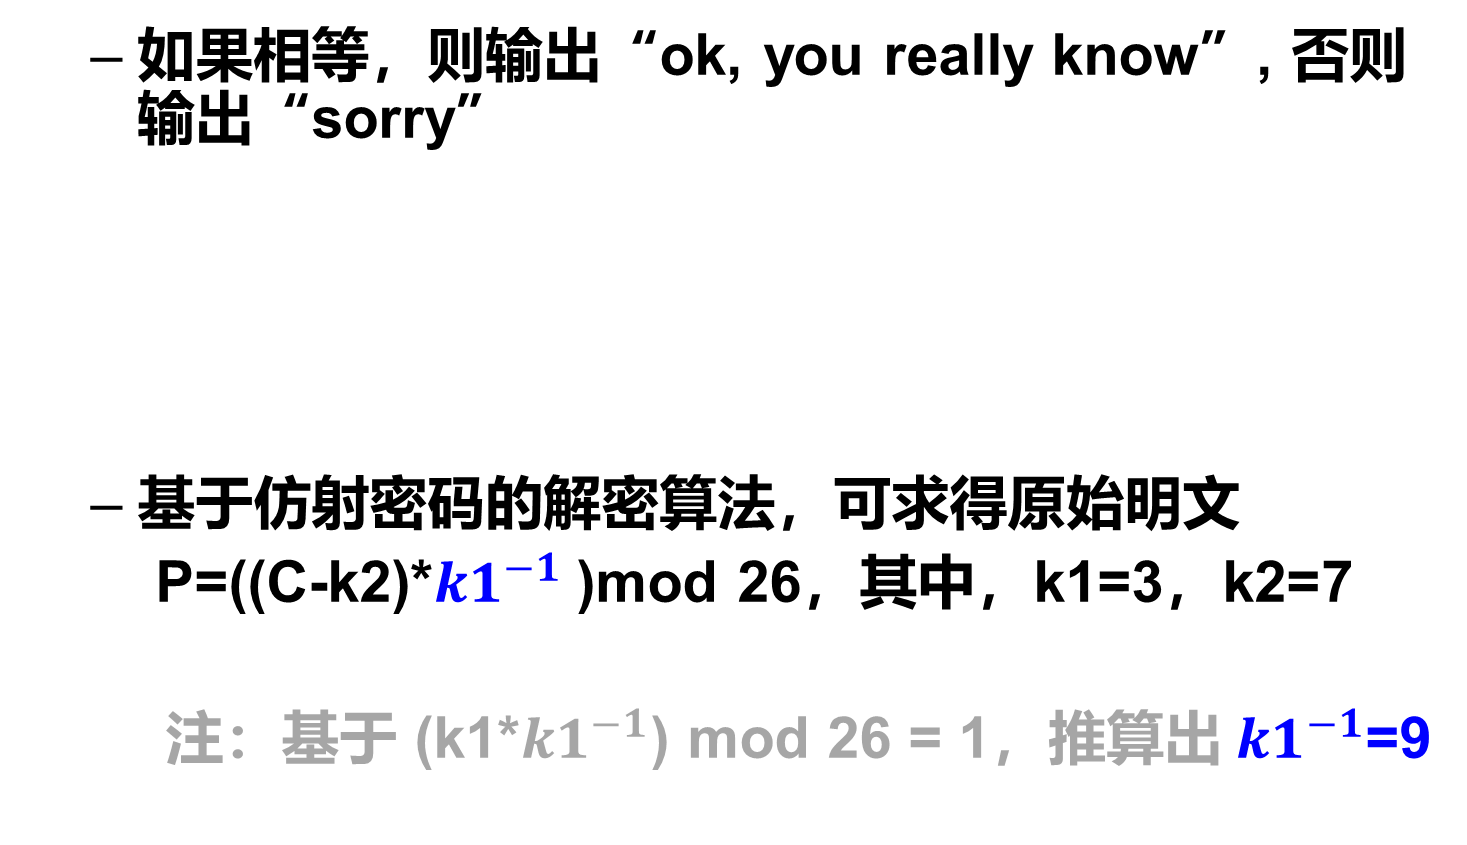 – 如果相等，则输出“ok, you really know”, 否则
输出“sorry”
– 基于仿射密码的解密算法，可求得原始明文
P=((C-k2)*k1⁻¹ )mod 26，其中，k1=3，k2=7
注：基于 (k1*k1⁻¹) mod 26 = 1，推算出 k1⁻¹=9